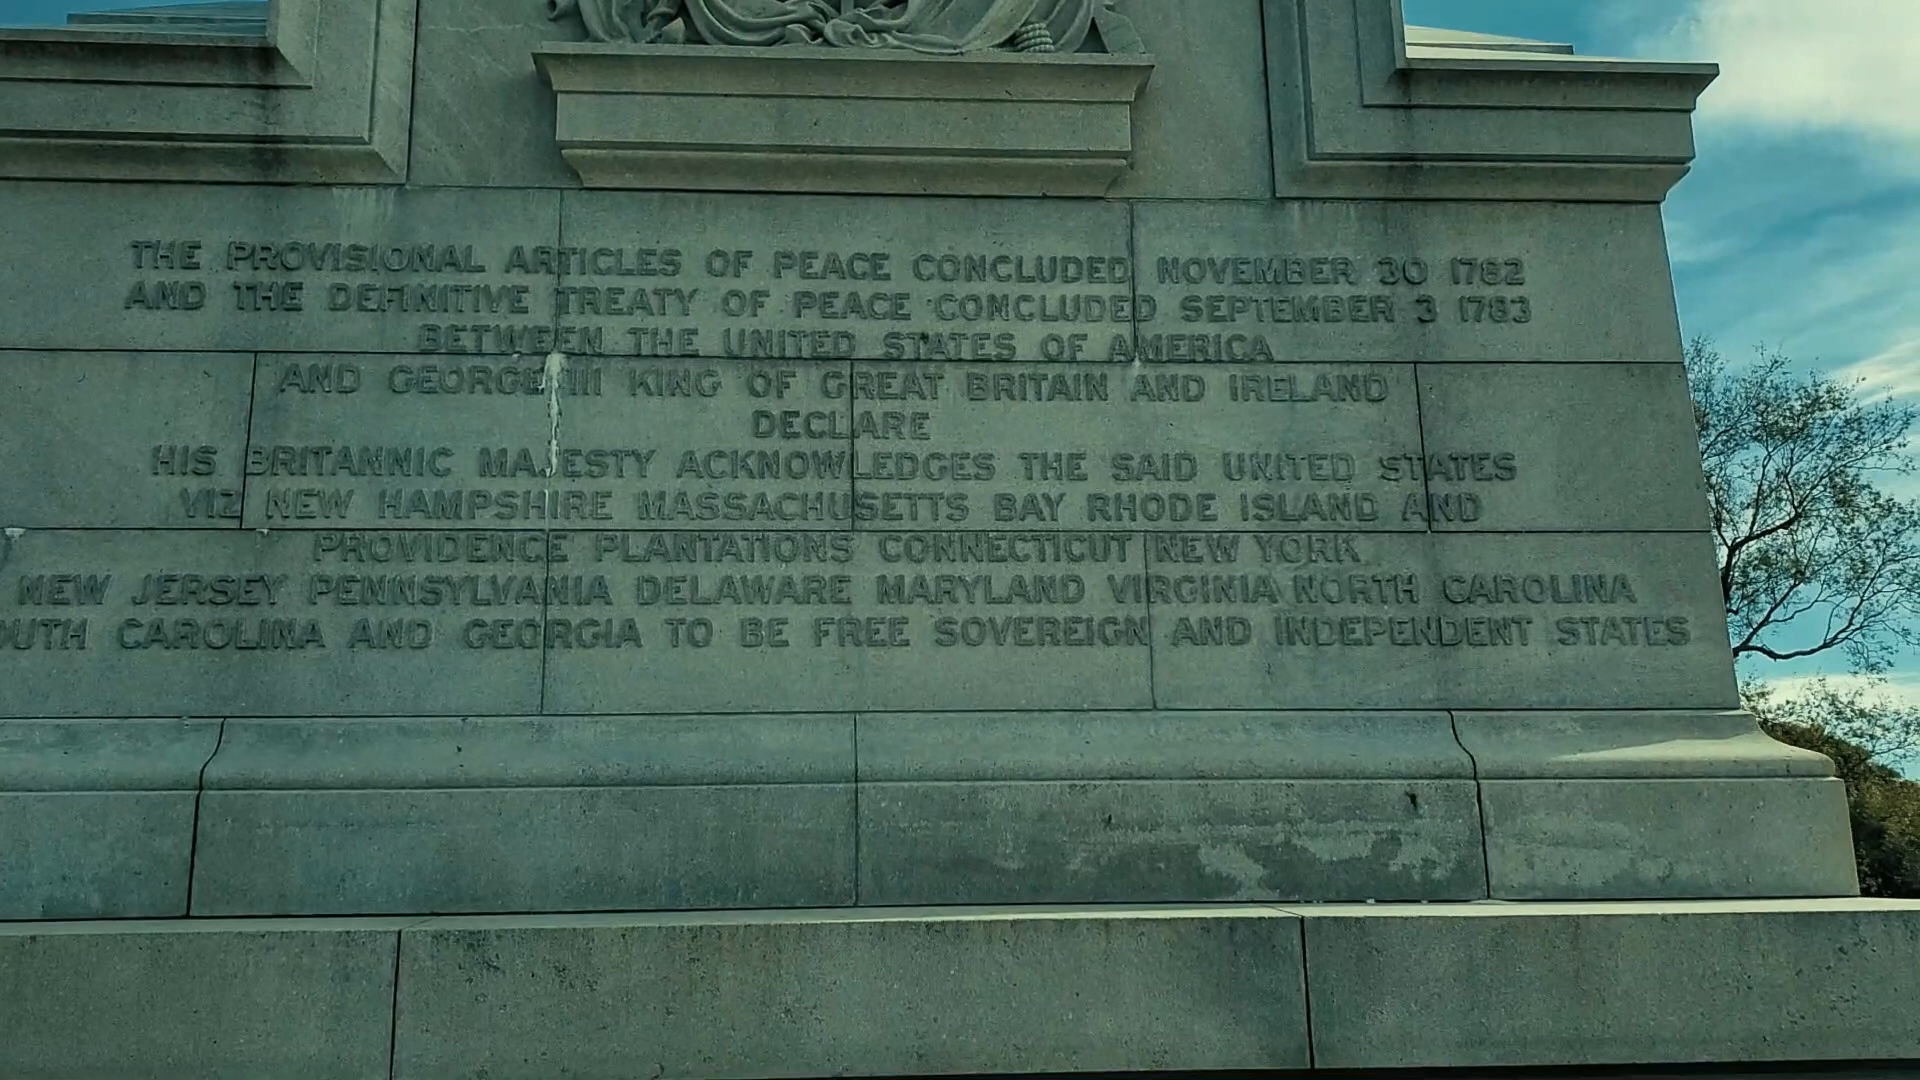 THE PROVISIONAL ARTICLES OF PEACE CONCLUDED NOVEMBER 30 1782
AND THE DEFINITIVE TREATY OF PEACE CONCLUDED SEPTEMBER 3 1783
BETWEEN THE UNITED STATES OF AMERICA
AND GEORGE III KING OF GREAT BRITAIN AND IRELAND
DECLARE
HIS BRITANNIC MAJESTY ACKNOWLEDGES THE SAID UNITED STATES
VIZ NEW HAMPSHIRE MASSACHUSETTS BAY RHODE ISLAND AND
PROVIDENCE PLANTATIONS CONNECTICUT NEW YORK
NEW JERSEY PENNSYLVANIA DELAWARE MARYLAND VIRGINIA NORTH CAROLINA
OUTH CAROLINA AND GEORGIA TO BE FREE SOVEREIGN AND INDEPENDENT STATES